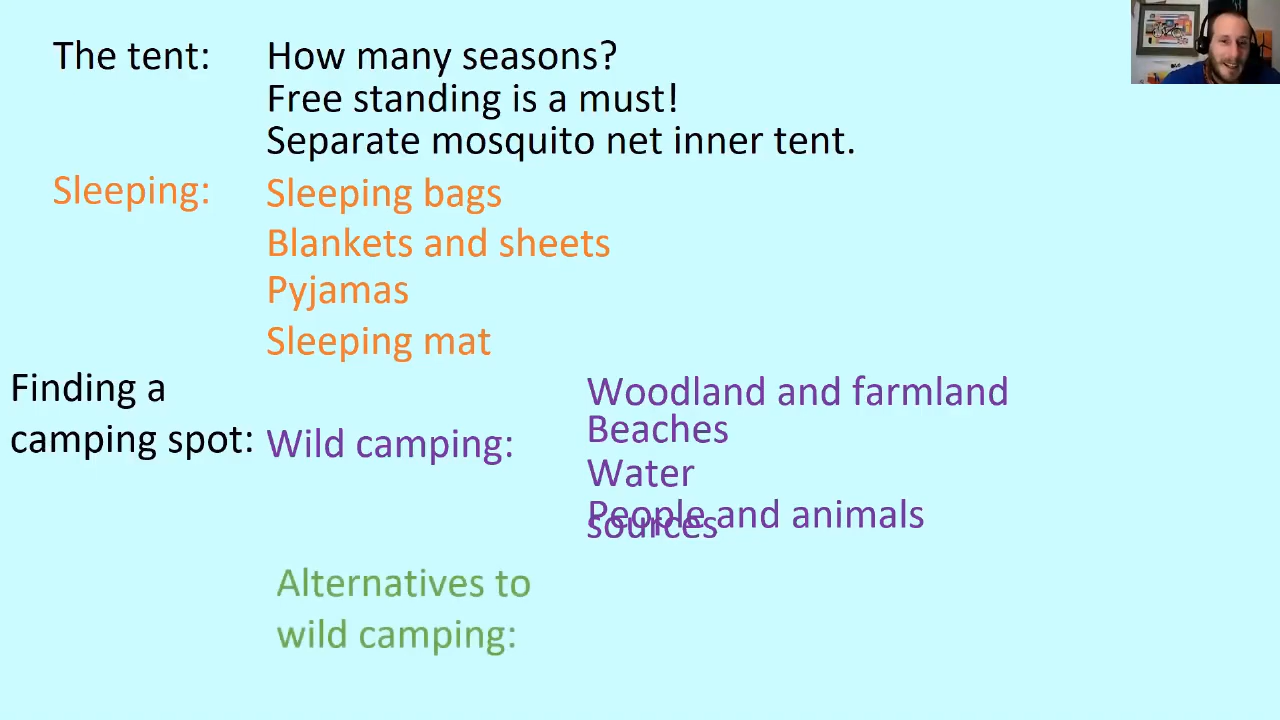 The tent:
How many seasons?
Free standing is a must!
Separate mosquito net inner tent.
Sleeping:
Sleeping bags
Blankets and sheets
Pyjamas
Sleeping mat
Finding a
camping spot:
Wild camping:
Woodland and farmland
Beaches
Water
sources
People and animals
Alternatives to
wild camping: